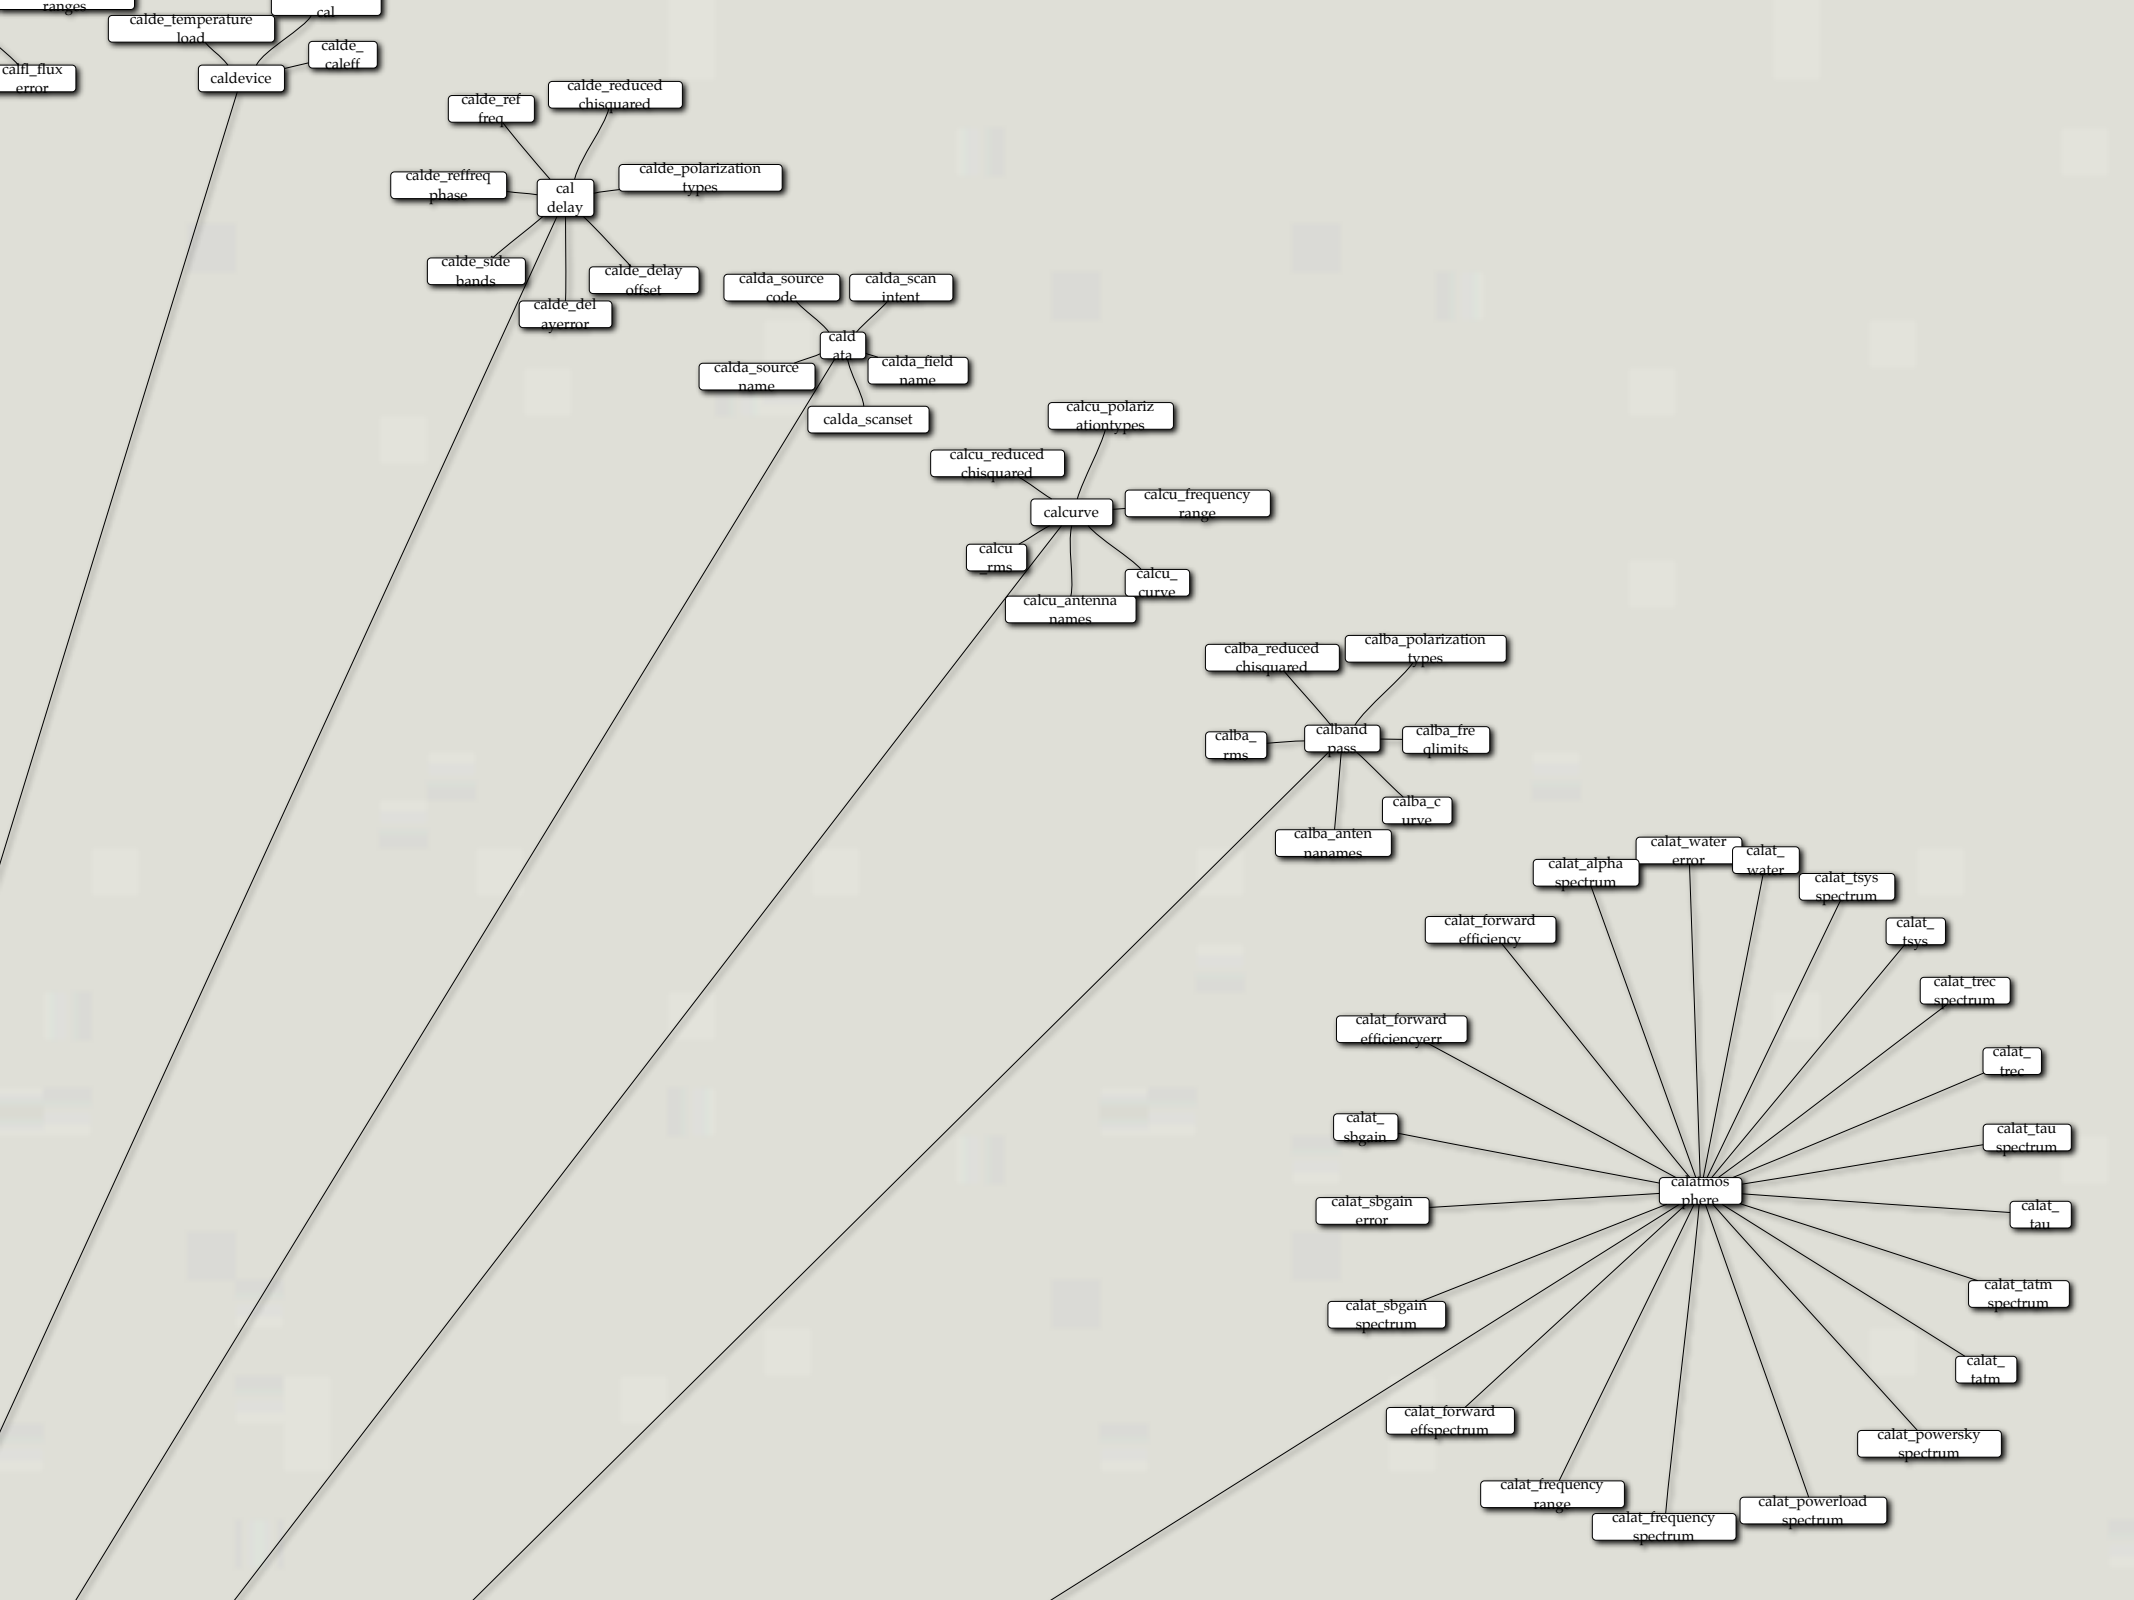 ranges
calde_temperature
load
cal
calde_
caleff
calfl_flux
error
caldevice
calde_reduced
chisquared
calde_ref
freq
calde_polarization
types
calde_reffreq
phase
cal
delay
calde_side
bands
calde_delay
offset
calde_del
ayerror
calda_source
code
calda_scan
intent
cald
ata
calda_source
name
calda_field
name
calda_scanset
calcu_polariz
ationtypes
calcu_reduced
chisquared
calcu_frequency
range
calcurve
calcu
_rms
calcu_
curve
calcu_antenna
names
calba_reduced
chisquared
calba_polarization
types
calba_
rms
calband
pass
calba_fre
qlimits
calba_c
urve
calba_anten
nanames
calat_water
error
calat_
water
calat_alpha
spectrum
calat_tsys
spectrum
calat_forward
efficiency
calat_
tsys
calat_trec
spectrum
calat_forward
efficiencyerr
calat_
trec
calat_
sbgain
calat_tau
spectrum
calatmos
phere
calat_sbgain
error
calat_
tau
calat_tatm
spectrum
calat_sbgain
spectrum
calat_
tatm
calat_forward
effspectrum
calat_powersky
spectrum
calat_frequency
range
calat_powerload
spectrum
calat_frequency
spectrum